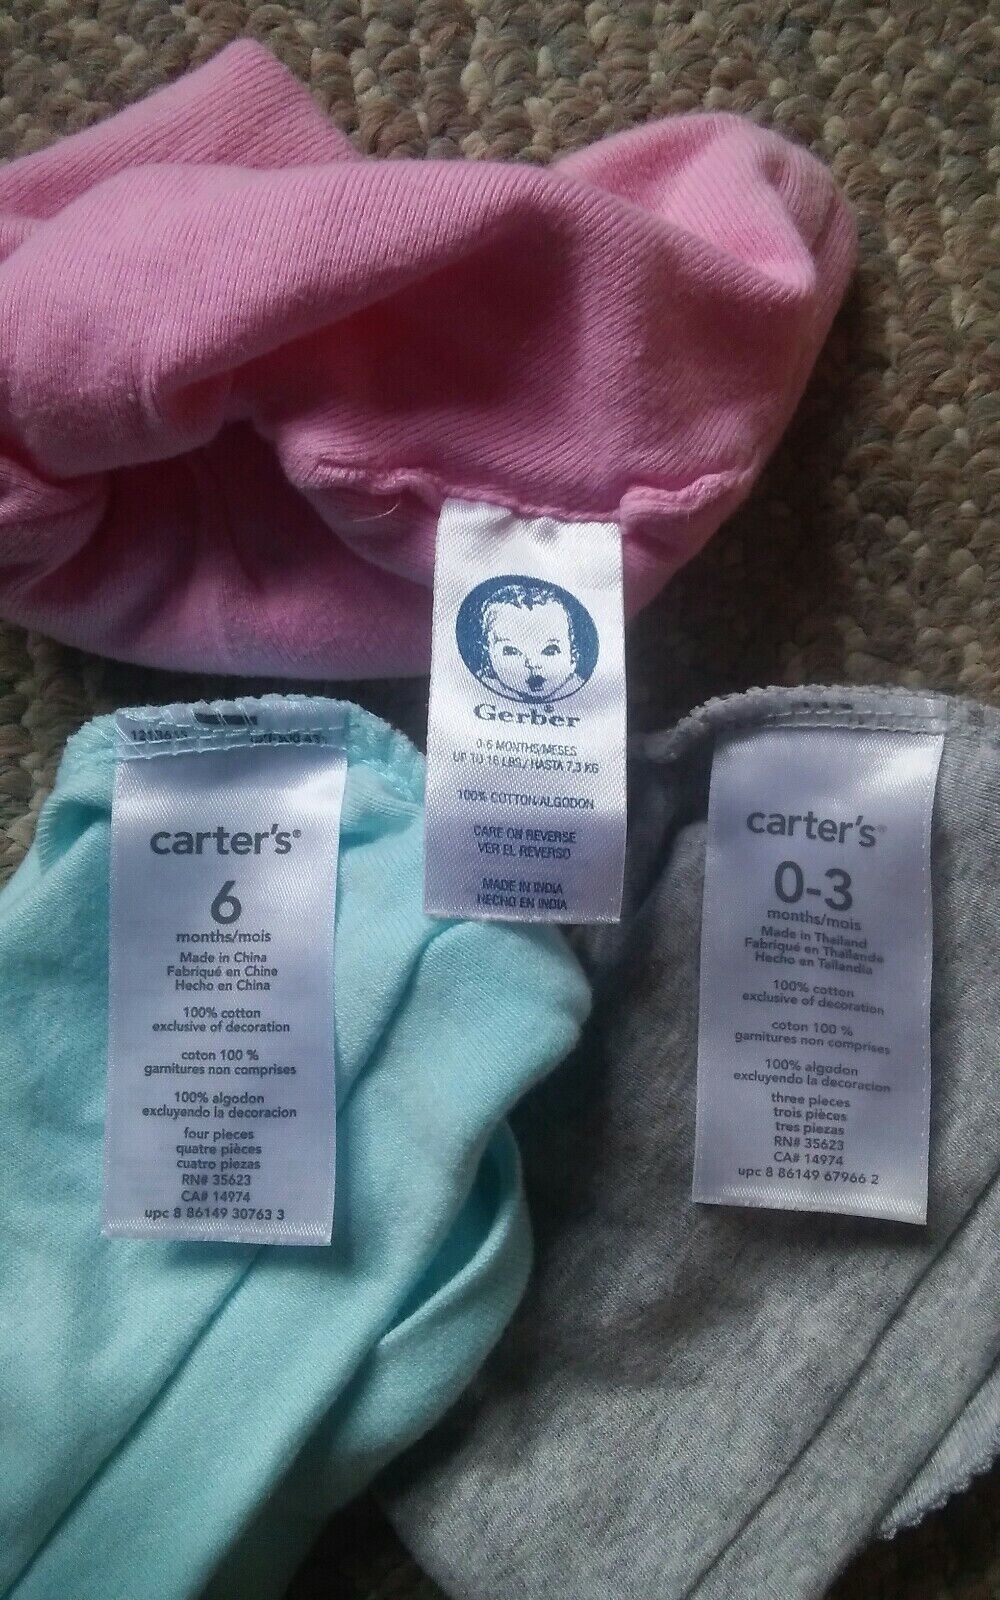 Gerber
0-6 MONTHS/MESES
UP TO 16 LBS/HASTA 7,3 KG
100% COTTON/ALGODON
CARE ON REVERSE
VER EL REVERSO
MADE IN INDIA
HECHO EN INDIA
carter's®
6
months/mois
Made in China
Fabriqué en Chine
Hecho en China
100% cotton
exclusive of decoration
coton 100 %
garnitures non comprises
100% algodon
excluyendo la decoracion
four pieces
quatre pièces
cuatro piezas
RN# 35623
CA# 14974
upc 8 86149 30763 3
carter's®
0-3
months/mois
Made in Thailand
Fabriqué en Thaïlande
Hecho en Tailandia
100% cotton
exclusive of decoration
coton 100 %
garnitures non comprises
100% algodon
excluyendo la decoracion
three pieces
trois pièces
tres piezas
RN# 35623
CA# 14974
upc 8 86149 67966 2